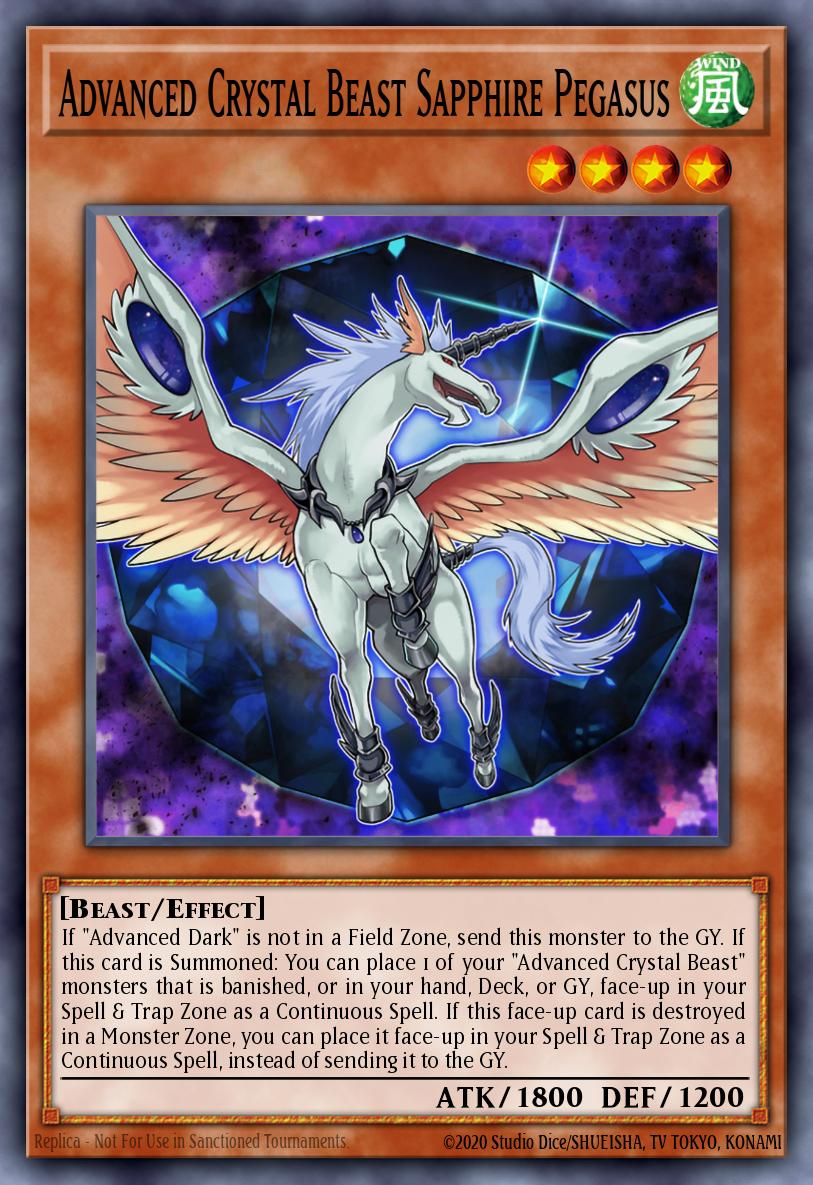 Advanced Crystal Beast Sapphire Pegasus
WIND
風
[Beast/Effect]
If "Advanced Dark" is not in a Field Zone, send this monster to the GY. If
this card is Summoned: You can place 1 of your "Advanced Crystal Beast"
monsters that is banished, or in your hand, Deck, or GY, face-up in your
Spell & Trap Zone as a Continuous Spell. If this face-up card is destroyed
in a Monster Zone, you can place it face-up in your Spell & Trap Zone as a
Continuous Spell, instead of sending it to the GY.
ATK/1800 DEF/1200
Replica - Not For Use in Sanctioned Tournaments.
©2020 Studio Dice/SHUEISHA, TV TOKYO, KONAMI